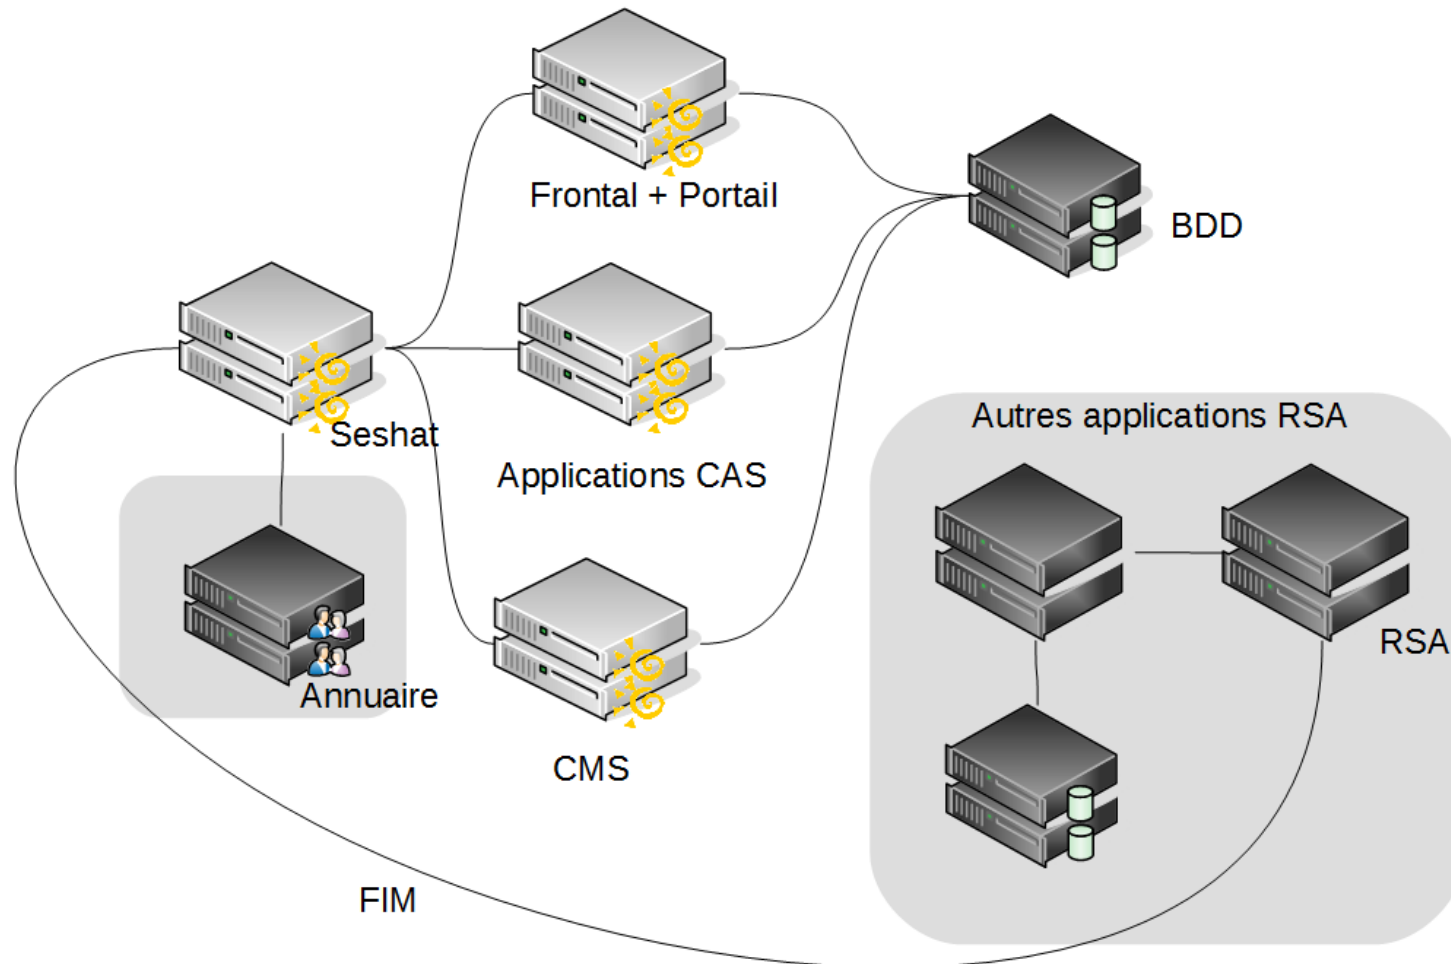 Frontal + Portail
BDD
Seshat
Autres applications RSA
Applications CAS
RSA
Annuaire
CMS
FIM